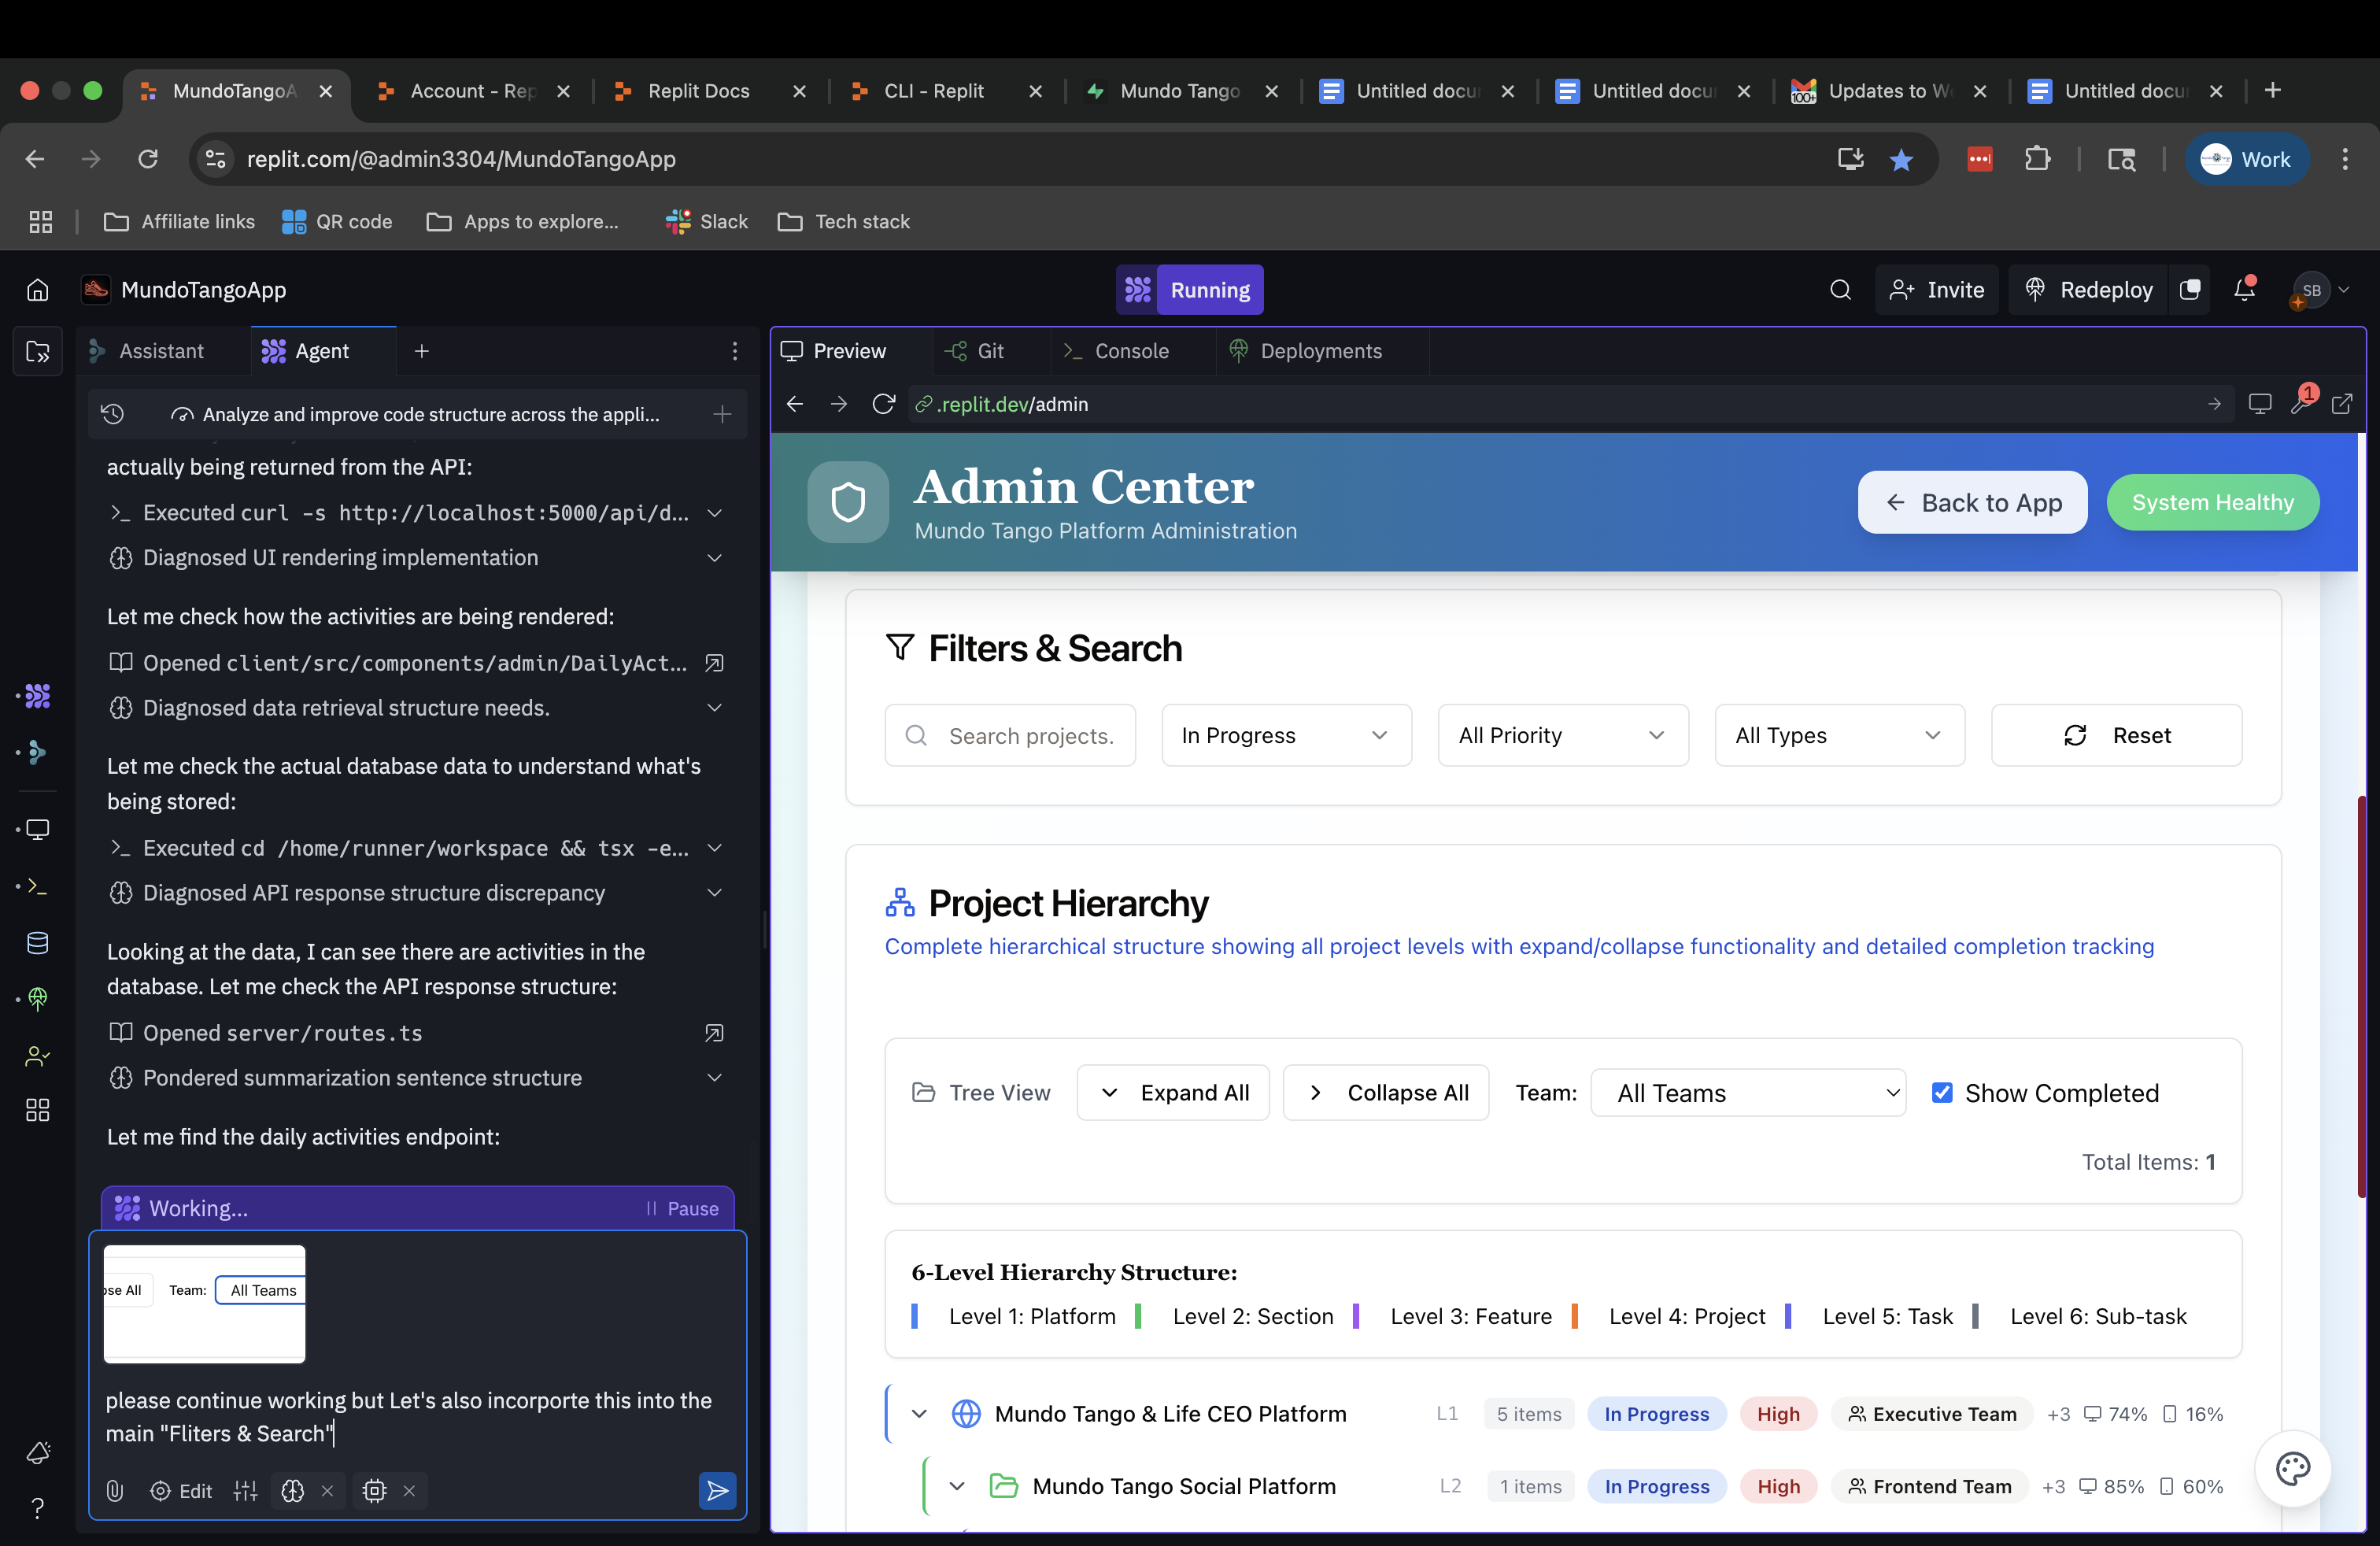 MundoTangoA
Account - Rep
Replit Docs
CLI - Replit
Mundo Tango
Untitled docu
Untitled docu
100+
Updates to We
Untitled docu
replit.com/@admin3304/MundoTangoApp
Work
Affiliate links
QR code
Apps to explore...
Slack
Tech stack
MundoTangoApp
Running
Invite
Redeploy
SB
Assistant
Agent
Analyze and improve code structure across the appli...
actually being returned from the API:
Executed curl -s http://localhost:5000/api/d...
Diagnosed UI rendering implementation
Let me check how the activities are being rendered:
Opened client/src/components/admin/DailyAct...
Diagnosed data retrieval structure needs.
Let me check the actual database data to understand what's
being stored:
Executed cd /home/runner/workspace && tsx -e...
Diagnosed API response structure discrepancy
Looking at the data, I can see there are activities in the
database. Let me check the API response structure:
Opened server/routes.ts
Pondered summarization sentence structure
Let me find the daily activities endpoint:
Working...
Pause
ose All Team: All Teams
please continue working but Let's also incorporte this into the
main "Fliters & Search"
Edit
Preview
Git
Console
Deployments
.replit.dev/admin
1
Admin Center
Mundo Tango Platform Administration
Back to App
System Healthy
Filters & Search
Search projects.
In Progress
All Priority
All Types
Reset
Project Hierarchy
Complete hierarchical structure showing all project levels with expand/collapse functionality and detailed completion tracking
Tree View
Expand All
Collapse All
Team:
All Teams
Show Completed
Total Items: 1
6-Level Hierarchy Structure:
Level 1: Platform
Level 2: Section
Level 3: Feature
Level 4: Project
Level 5: Task
Level 6: Sub-task
Mundo Tango & Life CEO Platform L1 5 items In Progress High Executive Team +3 74% 16%
Mundo Tango Social Platform L2 1 items In Progress High Frontend Team +3 85% 60%